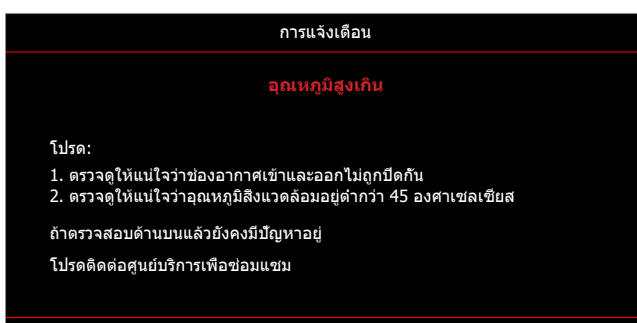 การแจ้งเตือน
อุณหภูมิสูงเกิน
โปรด:
1. ตรวจดูให้แน่ใจว่าช่องอากาศเข้าและออกไม่ถูกปิดกั้น
2. ตรวจดูให้แน่ใจว่าอุณหภูมิสิ่งแวดล้อมอยู่ต่ำกว่า 45 องศาเซลเซียส
ถ้าตรวจสอบด้านบนแล้วยังคงมีปัญหาอยู่
โปรดติดต่อศูนย์บริการเพื่อซ่อมแซม